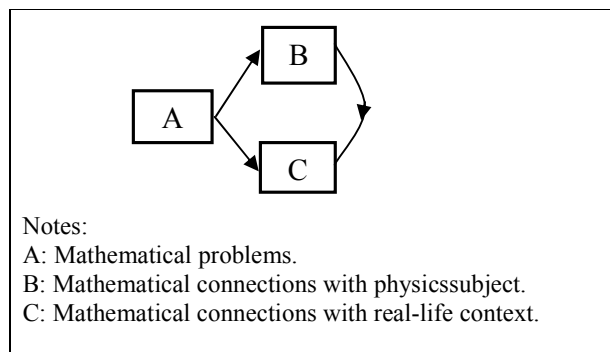 B
A
C
Notes:
A: Mathematical problems.
B: Mathematical connections with physicssubject.
C: Mathematical connections with real-life context.